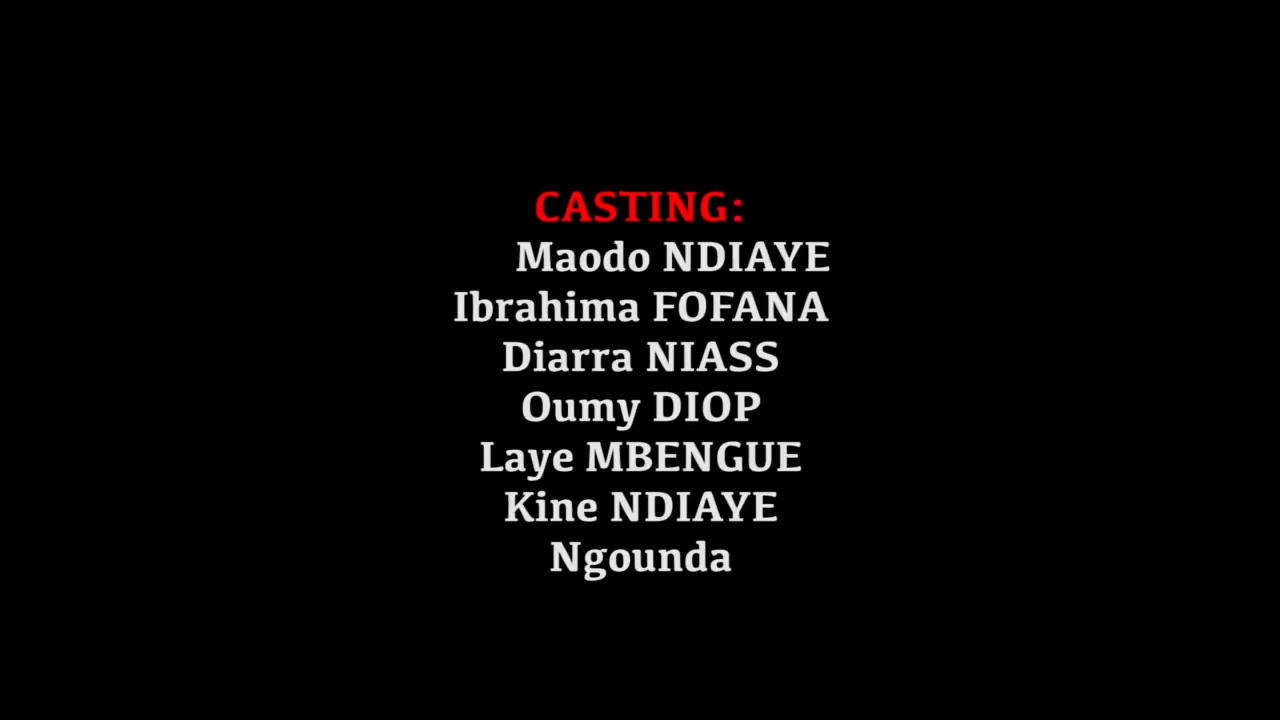 CASTING:
Maodo NDIAYE
Ibrahima FOFANA
Diarra NIASS
Oumy DIOP
Laye MBENGUE
Kine NDIAYE
Ngounda